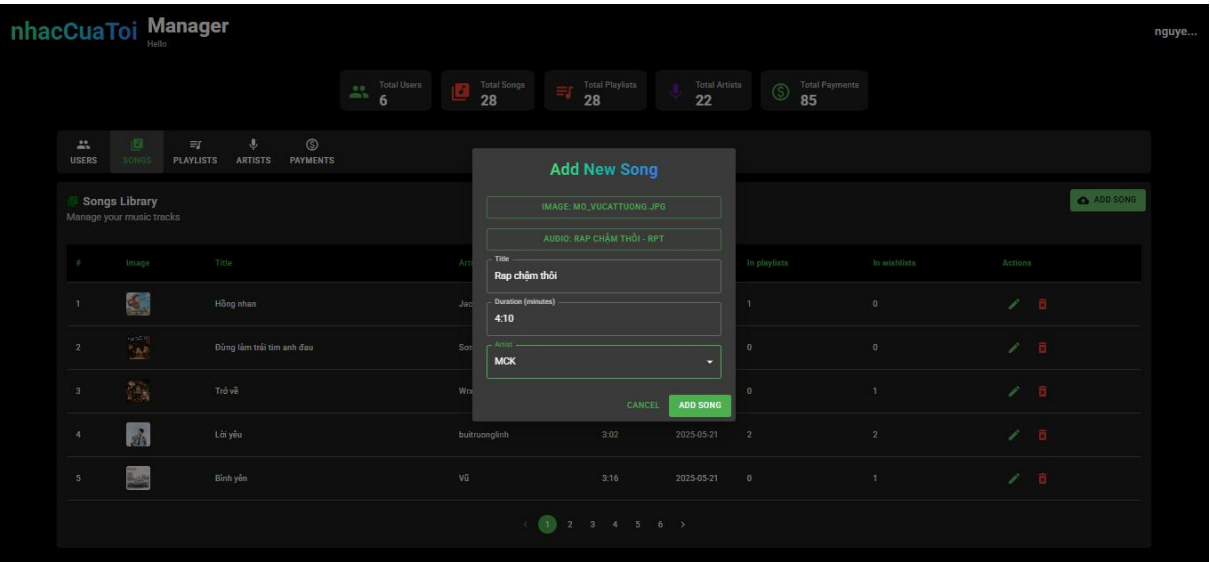 nhacCuaToi Manager
Hello
nguye...
Total Users
6
Total Songs
28
Total Playlists
28
Total Artists
22
Total Payments
85
USERS SONGS PLAYLISTS ARTISTS PAYMENTS
Songs Library
Manage your music tracks
ADD SONG
Add New Song
IMAGE: MO_VUCATTUONG.JPG
AUDIO: RAP CHẬM THÔI - RPT
Title
Rap chậm thôi
Duration (minutes)
4:10
Artist
MCK
CANCEL ADD SONG
# Image Title Arti In playlists In wishlists Actions
1 Hồng nhan Jac 1 0
2 Đừng làm trái tim anh đau Son 0 0
3 Trở về Wrx 0 1
4 Lời yêu buitruonglinh 3:02 2025-05-21 2 2
5 Bình yên Vũ 3:16 2025-05-21 0 1
‹ 1 2 3 4 5 6 ›